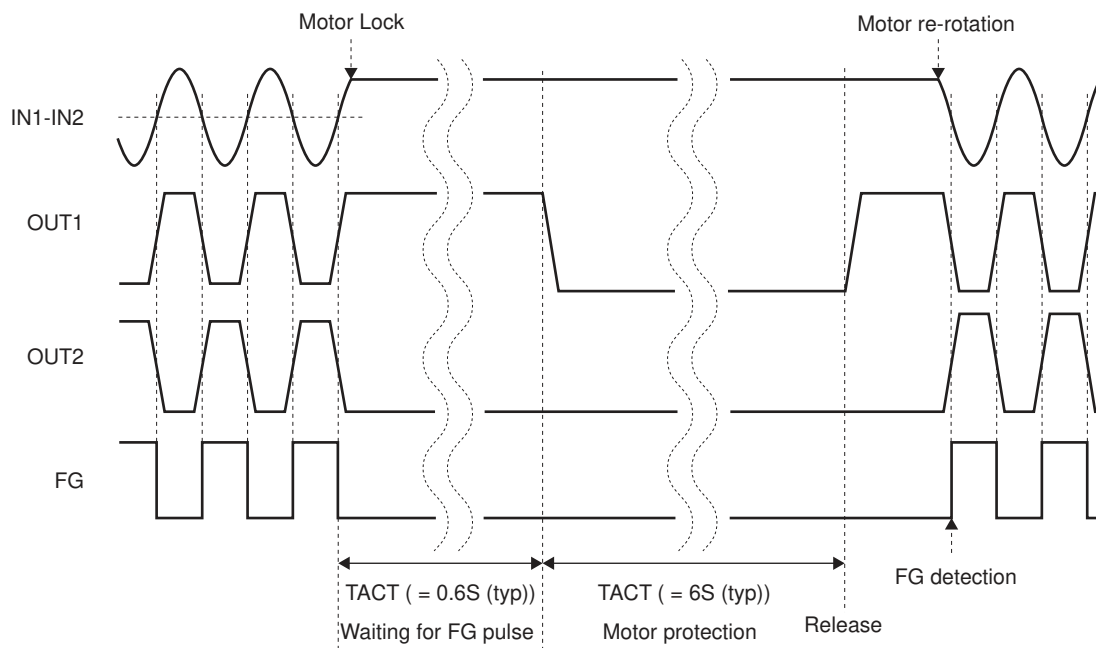 Motor Lock
Motor re-rotation
IN1-IN2
OUT1
OUT2
FG
FG detection
TACT ( = 0.6S (typ))
TACT ( = 6S (typ))
Waiting for FG pulse
Motor protection
Release